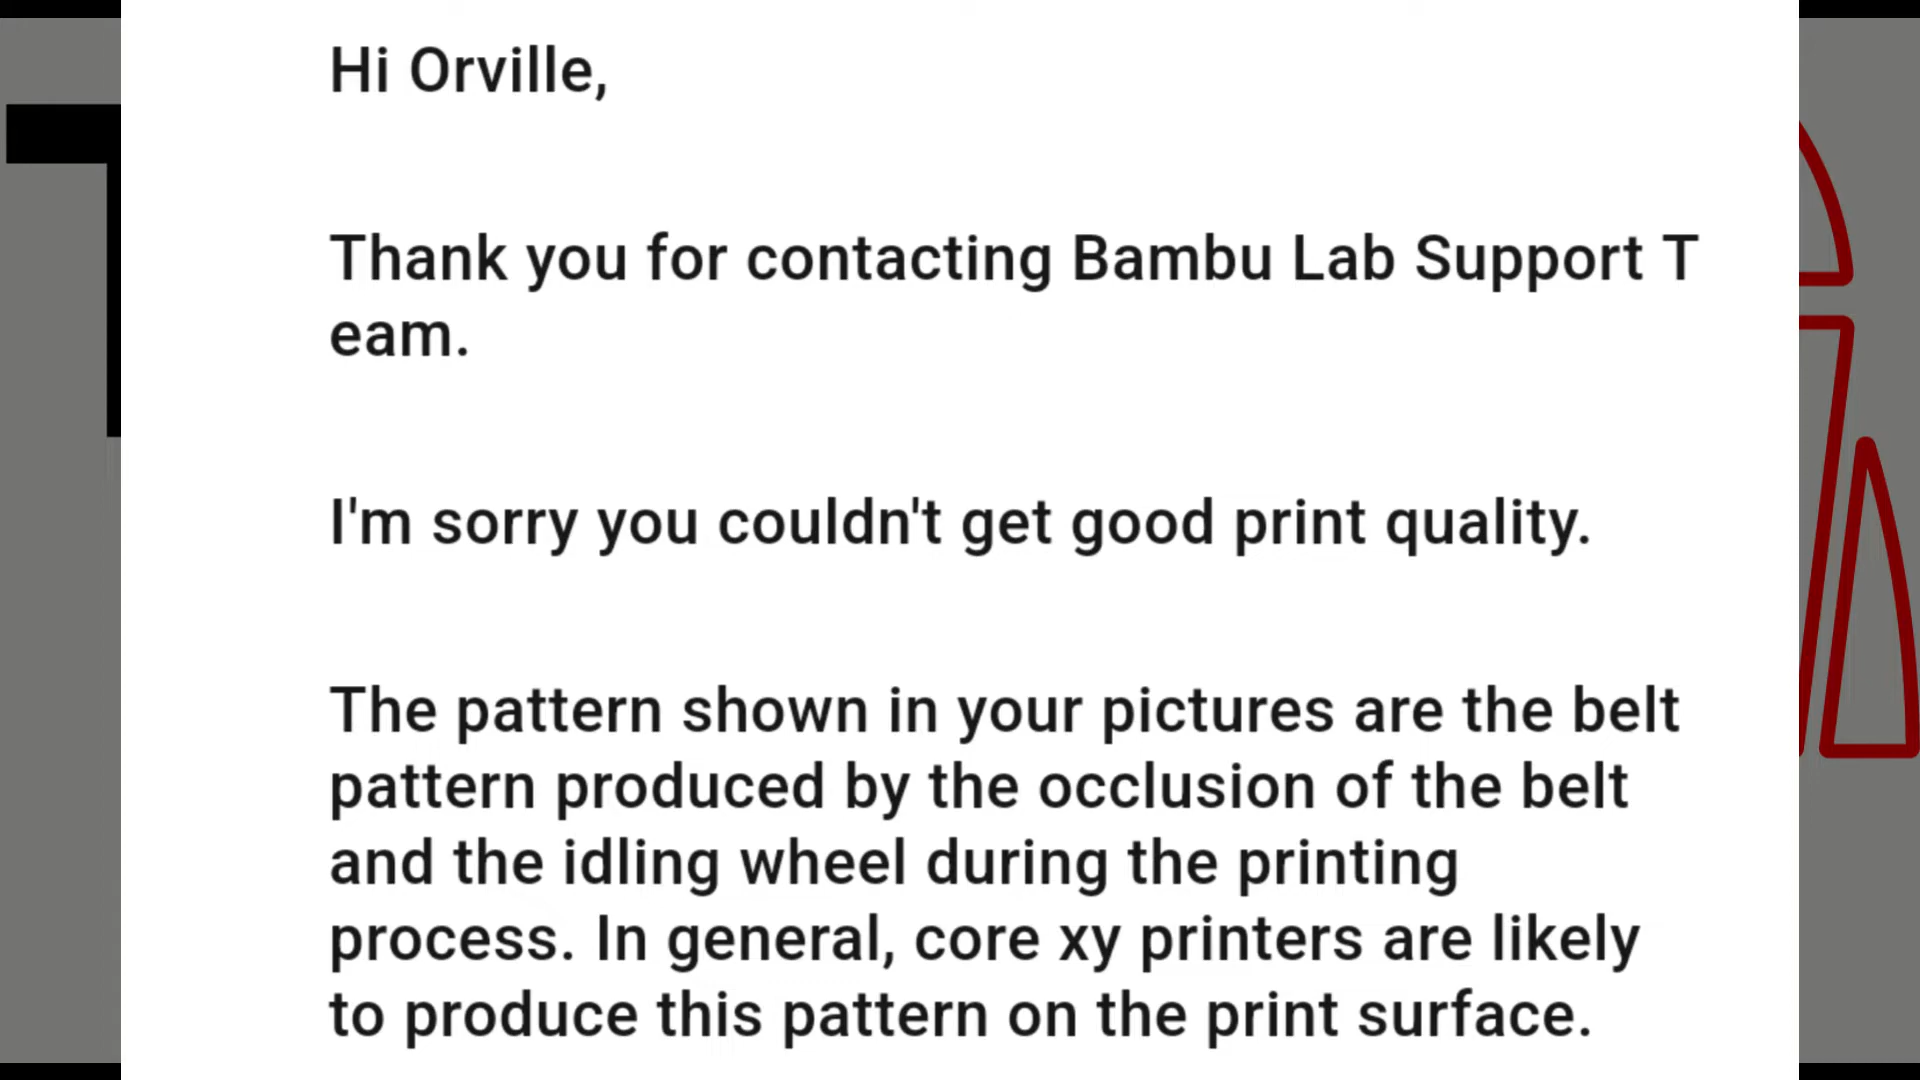 Hi Orville,
Thank you for contacting Bambu Lab Support T
eam.
I'm sorry you couldn't get good print quality.
The pattern shown in your pictures are the belt
pattern produced by the occlusion of the belt
and the idling wheel during the printing
process. In general, core xy printers are likely
to produce this pattern on the print surface.